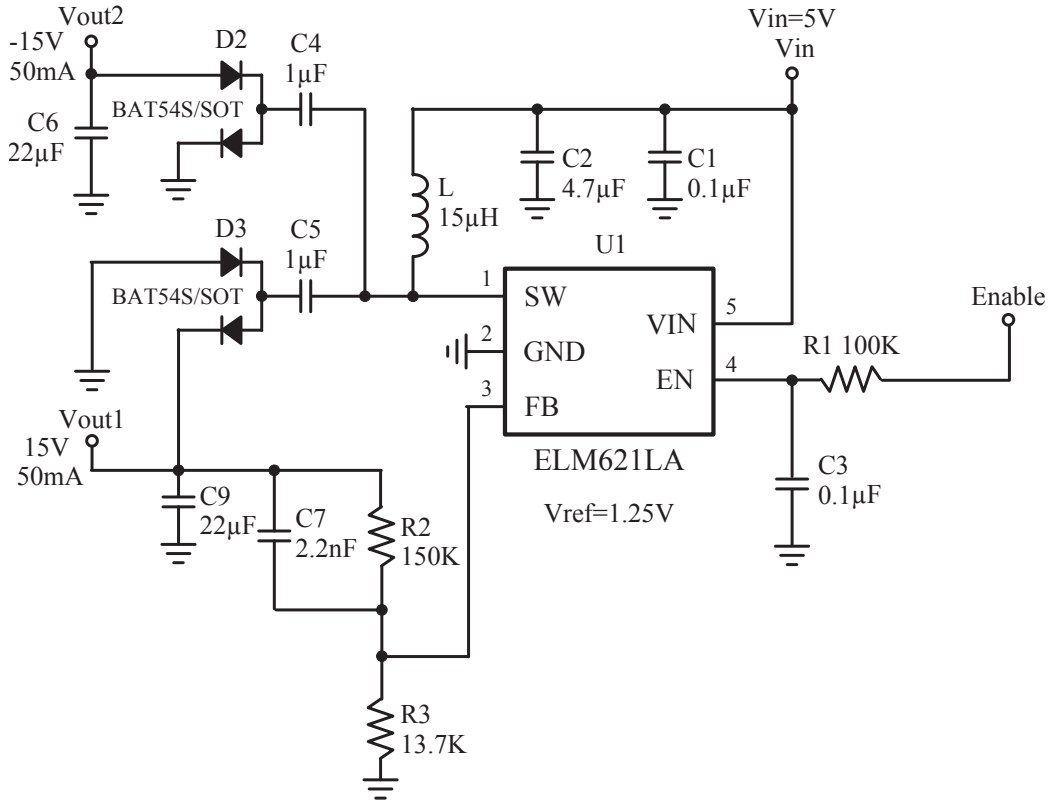 Vout2
-15V
50mA
D2
C4
1µF
BAT54S/SOT
C6
22µF
Vin=5V
Vin
C2
4.7µF
C1
0.1µF
L
15µH
D3
C5
1µF
BAT54S/SOT
U1
1
SW
2
GND
3
FB
VIN
5
EN
4
ELM621LA
Vref=1.25V
Enable
R1 100K
C3
0.1µF
Vout1
15V
50mA
C9
22µF
C7
2.2nF
R2
150K
R3
13.7K